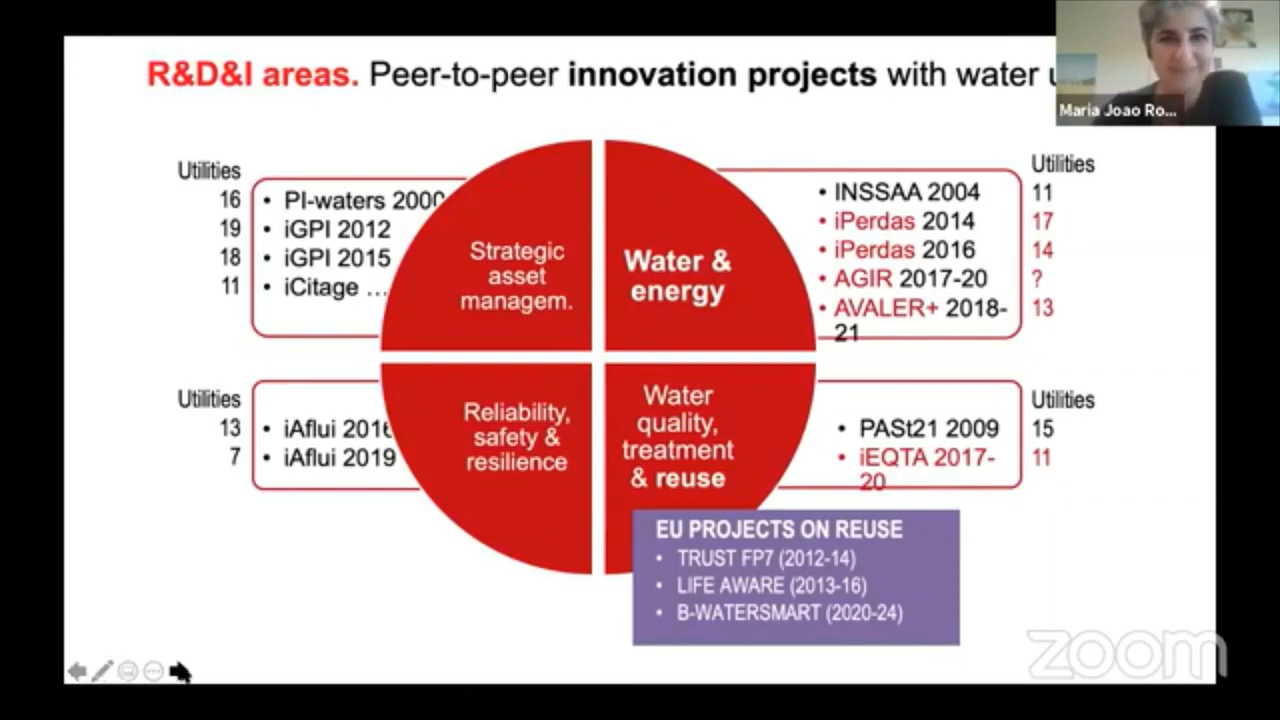 R&D&I areas. Peer-to-peer innovation projects with water
Maria Joao Ro...
Utilities
16 • PI-waters 2000
19 • iGPI 2012
18 • iGPI 2015
11 • iCitage ...
Strategic
asset
managem.
Water &
energy
Utilities
• INSSAA 2004 11
• iPerdas 2014 17
• iPerdas 2016 14
• AGIR 2017-20 ?
• AVALER+ 2018- 13
21
Utilities
13 • iAflui 2016
7 • iAflui 2019
Reliability,
safety &
resilience
Water
quality,
treatment
& reuse
Utilities
• PASt21 2009 15
• iEQTA 2017- 11
20
EU PROJECTS ON REUSE
• TRUST FP7 (2012-14)
• LIFE AWARE (2013-16)
• B-WATERSMART (2020-24)
zoom